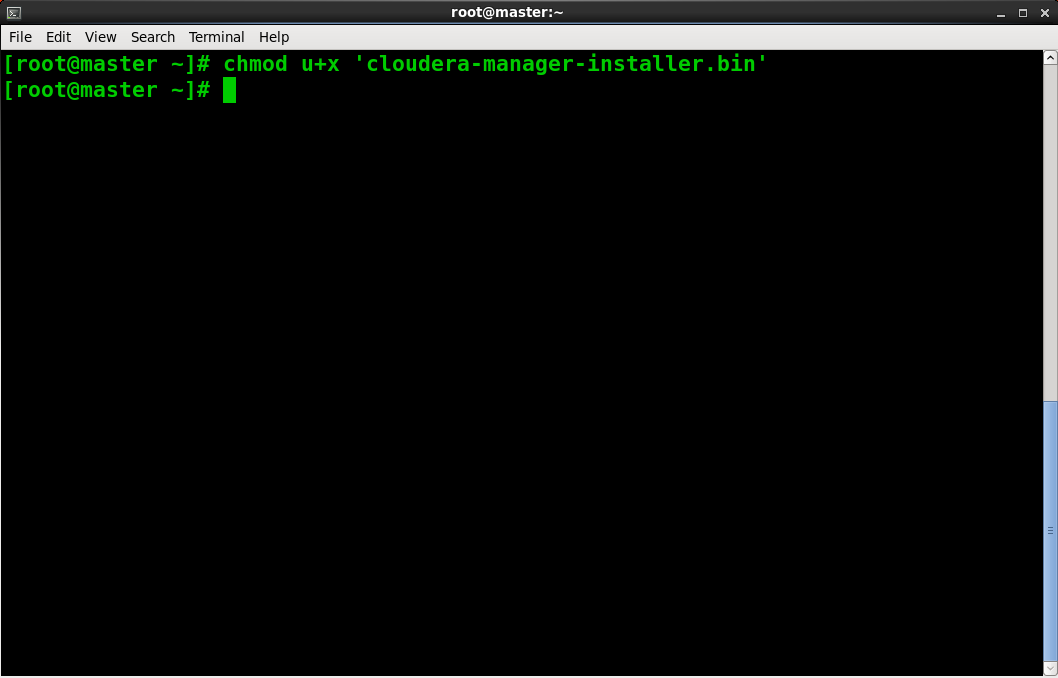 root@master:~
File Edit View Search Terminal Help
[root@master ~]# chmod u+x 'cloudera-manager-installer.bin'
[root@master ~]#